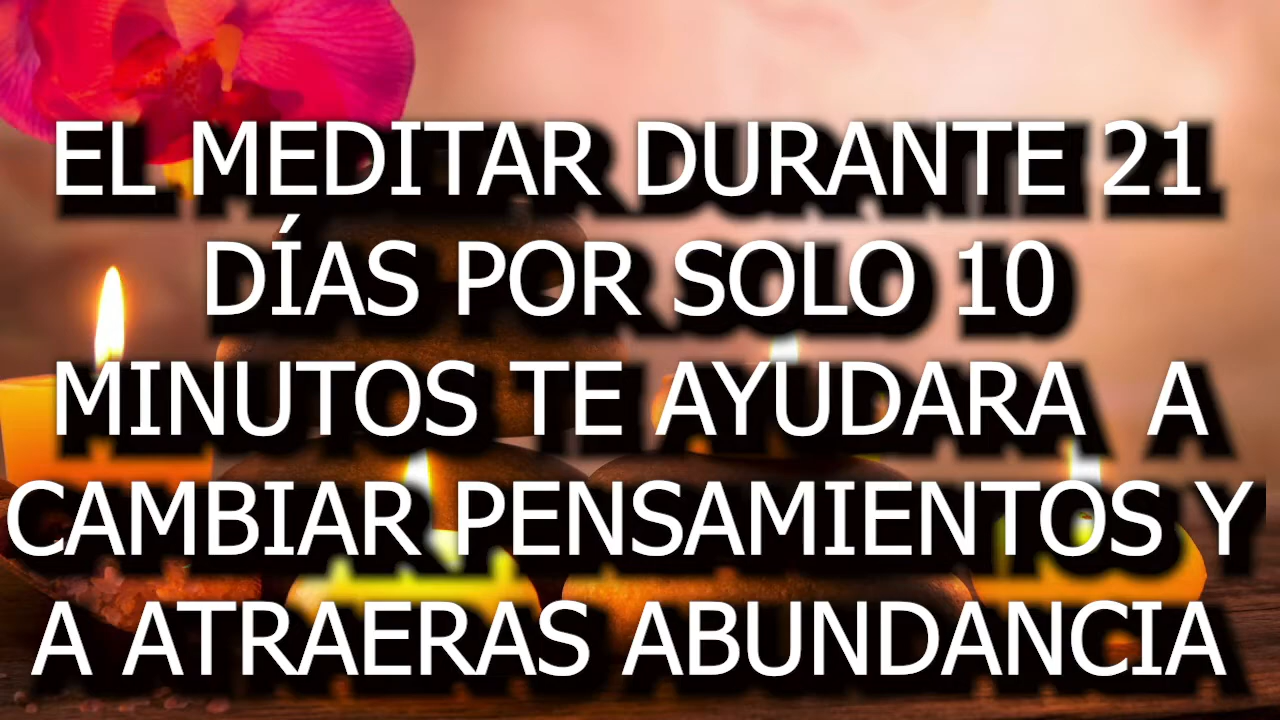 EL MEDITAR DURANTE 21
DÍAS POR SOLO 10
MINUTOS TE AYUDARA A
CAMBIAR PENSAMIENTOS Y
A ATRAERAS ABUNDANCIA